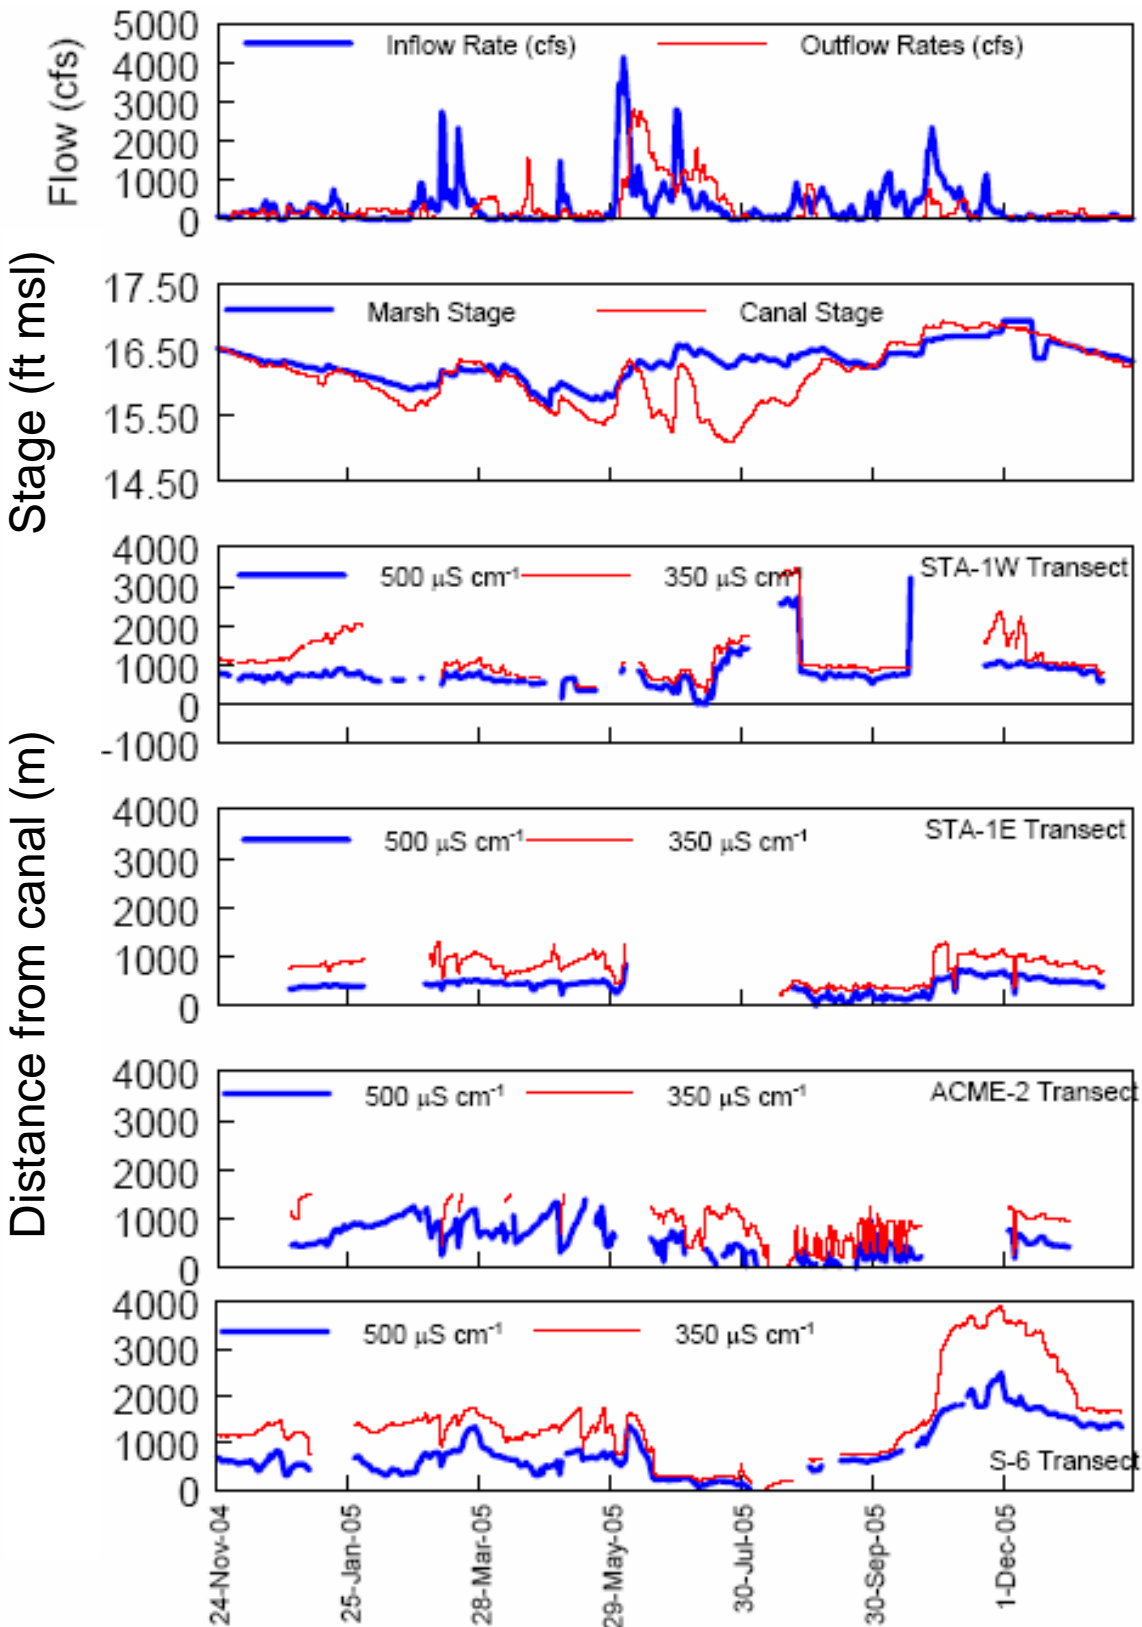 Flow (cfs)
5000
4000
3000
2000
1000
0
Inflow Rate (cfs)
Outflow Rates (cfs)
Stage (ft msl)
17.50
16.50
15.50
14.50
Marsh Stage
Canal Stage
Distance from canal (m)
4000
3000
2000
1000
0
-1000
500 µS cm-1
350 µS cm-1
STA-1W Transect
4000
3000
2000
1000
0
500 µS cm-1
350 µS cm-1
STA-1E Transect
4000
3000
2000
1000
0
500 µS cm-1
350 µS cm-1
ACME-2 Transect
4000
3000
2000
1000
0
500 µS cm-1
350 µS cm-1
S-6 Transect
24-Nov-04
25-Jan-05
28-Mar-05
29-May-05
30-Jul-05
30-Sep-05
1-Dec-05